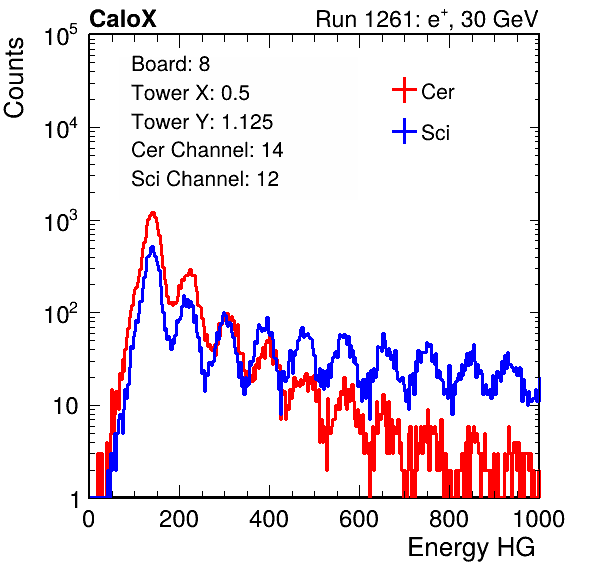 CaloX Run 1261: e⁺, 30 GeV
Counts
Board: 8
Tower X: 0.5
Tower Y: 1.125
Cer Channel: 14
Sci Channel: 12
Cer
Sci
10⁵
10⁴
10³
10²
10
1
0 200 400 600 800 1000
Energy HG